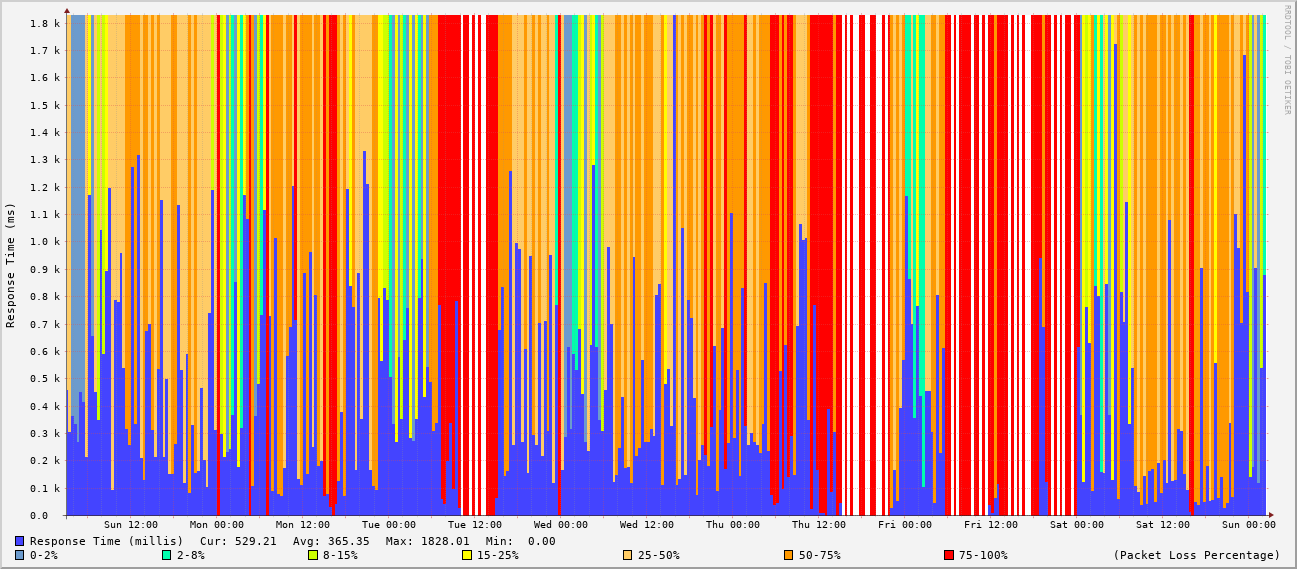 RRDTOOL / TOBI OETIKER
Response Time (ms)
1.8 k
1.7 k
1.6 k
1.5 k
1.4 k
1.3 k
1.2 k
1.1 k
1.0 k
0.9 k
0.8 k
0.7 k
0.6 k
0.5 k
0.4 k
0.3 k
0.2 k
0.1 k
0.0
Sun 12:00 Mon 00:00 Mon 12:00 Tue 00:00 Tue 12:00 Wed 00:00 Wed 12:00 Thu 00:00 Thu 12:00 Fri 00:00 Fri 12:00 Sat 00:00 Sat 12:00 Sun 00:00
Response Time (millis) Cur: 529.21 Avg: 365.35 Max: 1828.01 Min: 0.00
0-2% 2-8% 8-15% 15-25% 25-50% 50-75% 75-100% (Packet Loss Percentage)